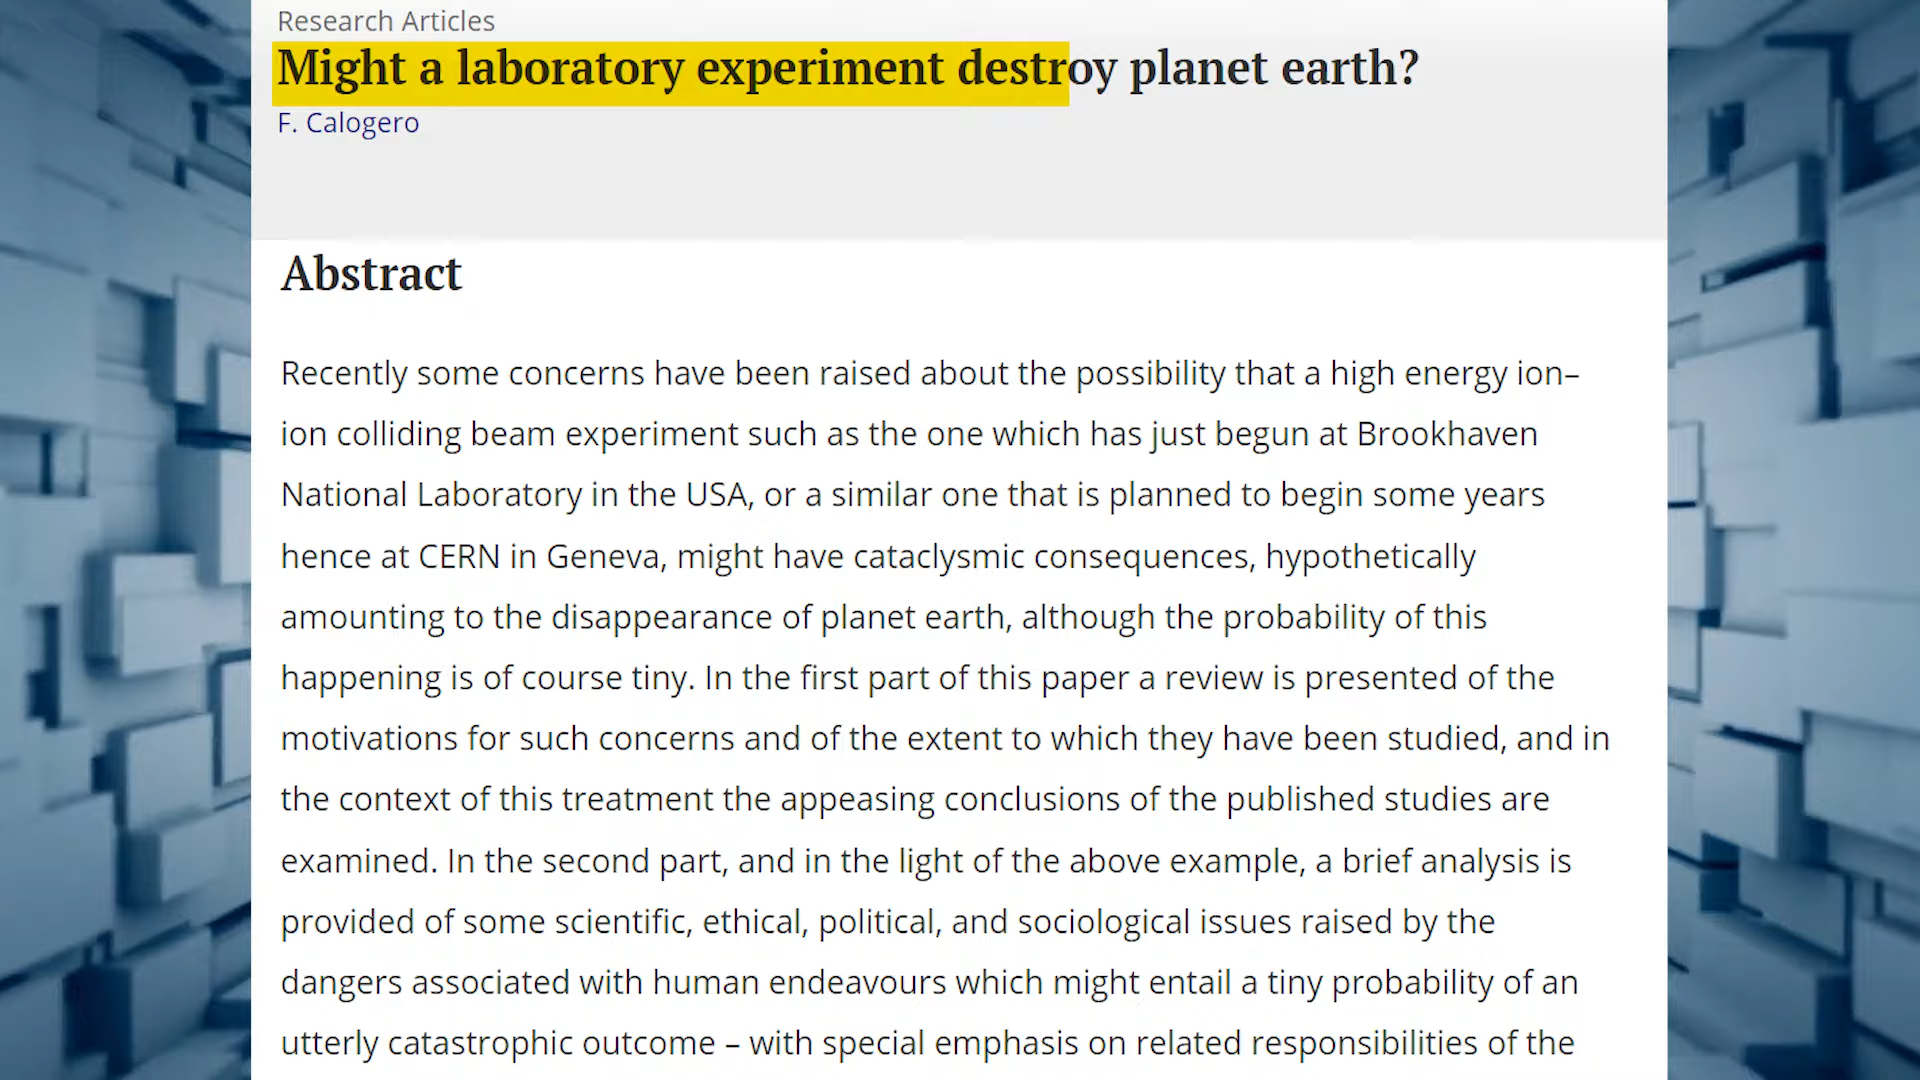 Research Articles
Might a laboratory experiment destroy planet earth?
F. Calogero
Abstract
Recently some concerns have been raised about the possibility that a high energy ion–
ion colliding beam experiment such as the one which has just begun at Brookhaven
National Laboratory in the USA, or a similar one that is planned to begin some years
hence at CERN in Geneva, might have cataclysmic consequences, hypothetically
amounting to the disappearance of planet earth, although the probability of this
happening is of course tiny. In the first part of this paper a review is presented of the
motivations for such concerns and of the extent to which they have been studied, and in
the context of this treatment the appeasing conclusions of the published studies are
examined. In the second part, and in the light of the above example, a brief analysis is
provided of some scientific, ethical, political, and sociological issues raised by the
dangers associated with human endeavours which might entail a tiny probability of an
utterly catastrophic outcome – with special emphasis on related responsibilities of the